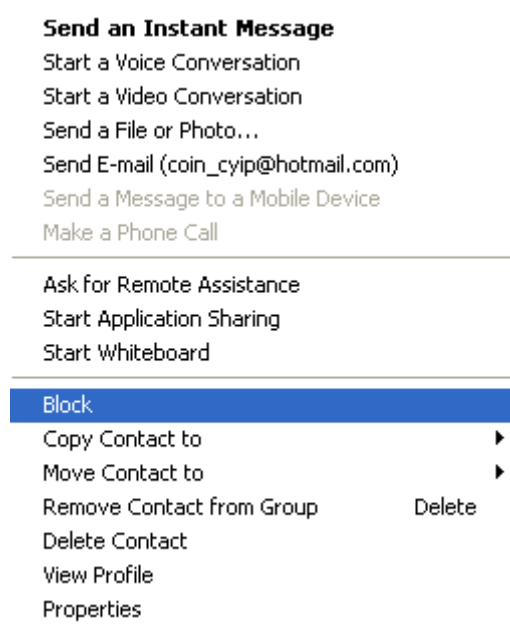 Send an Instant Message
Start a Voice Conversation
Start a Video Conversation
Send a File or Photo...
Send E-mail (coin_cyip@hotmail.com)
Send a Message to a Mobile Device
Make a Phone Call
Ask for Remote Assistance
Start Application Sharing
Start Whiteboard
Block
Copy Contact to
Move Contact to
Remove Contact from Group Delete
Delete Contact
View Profile
Properties